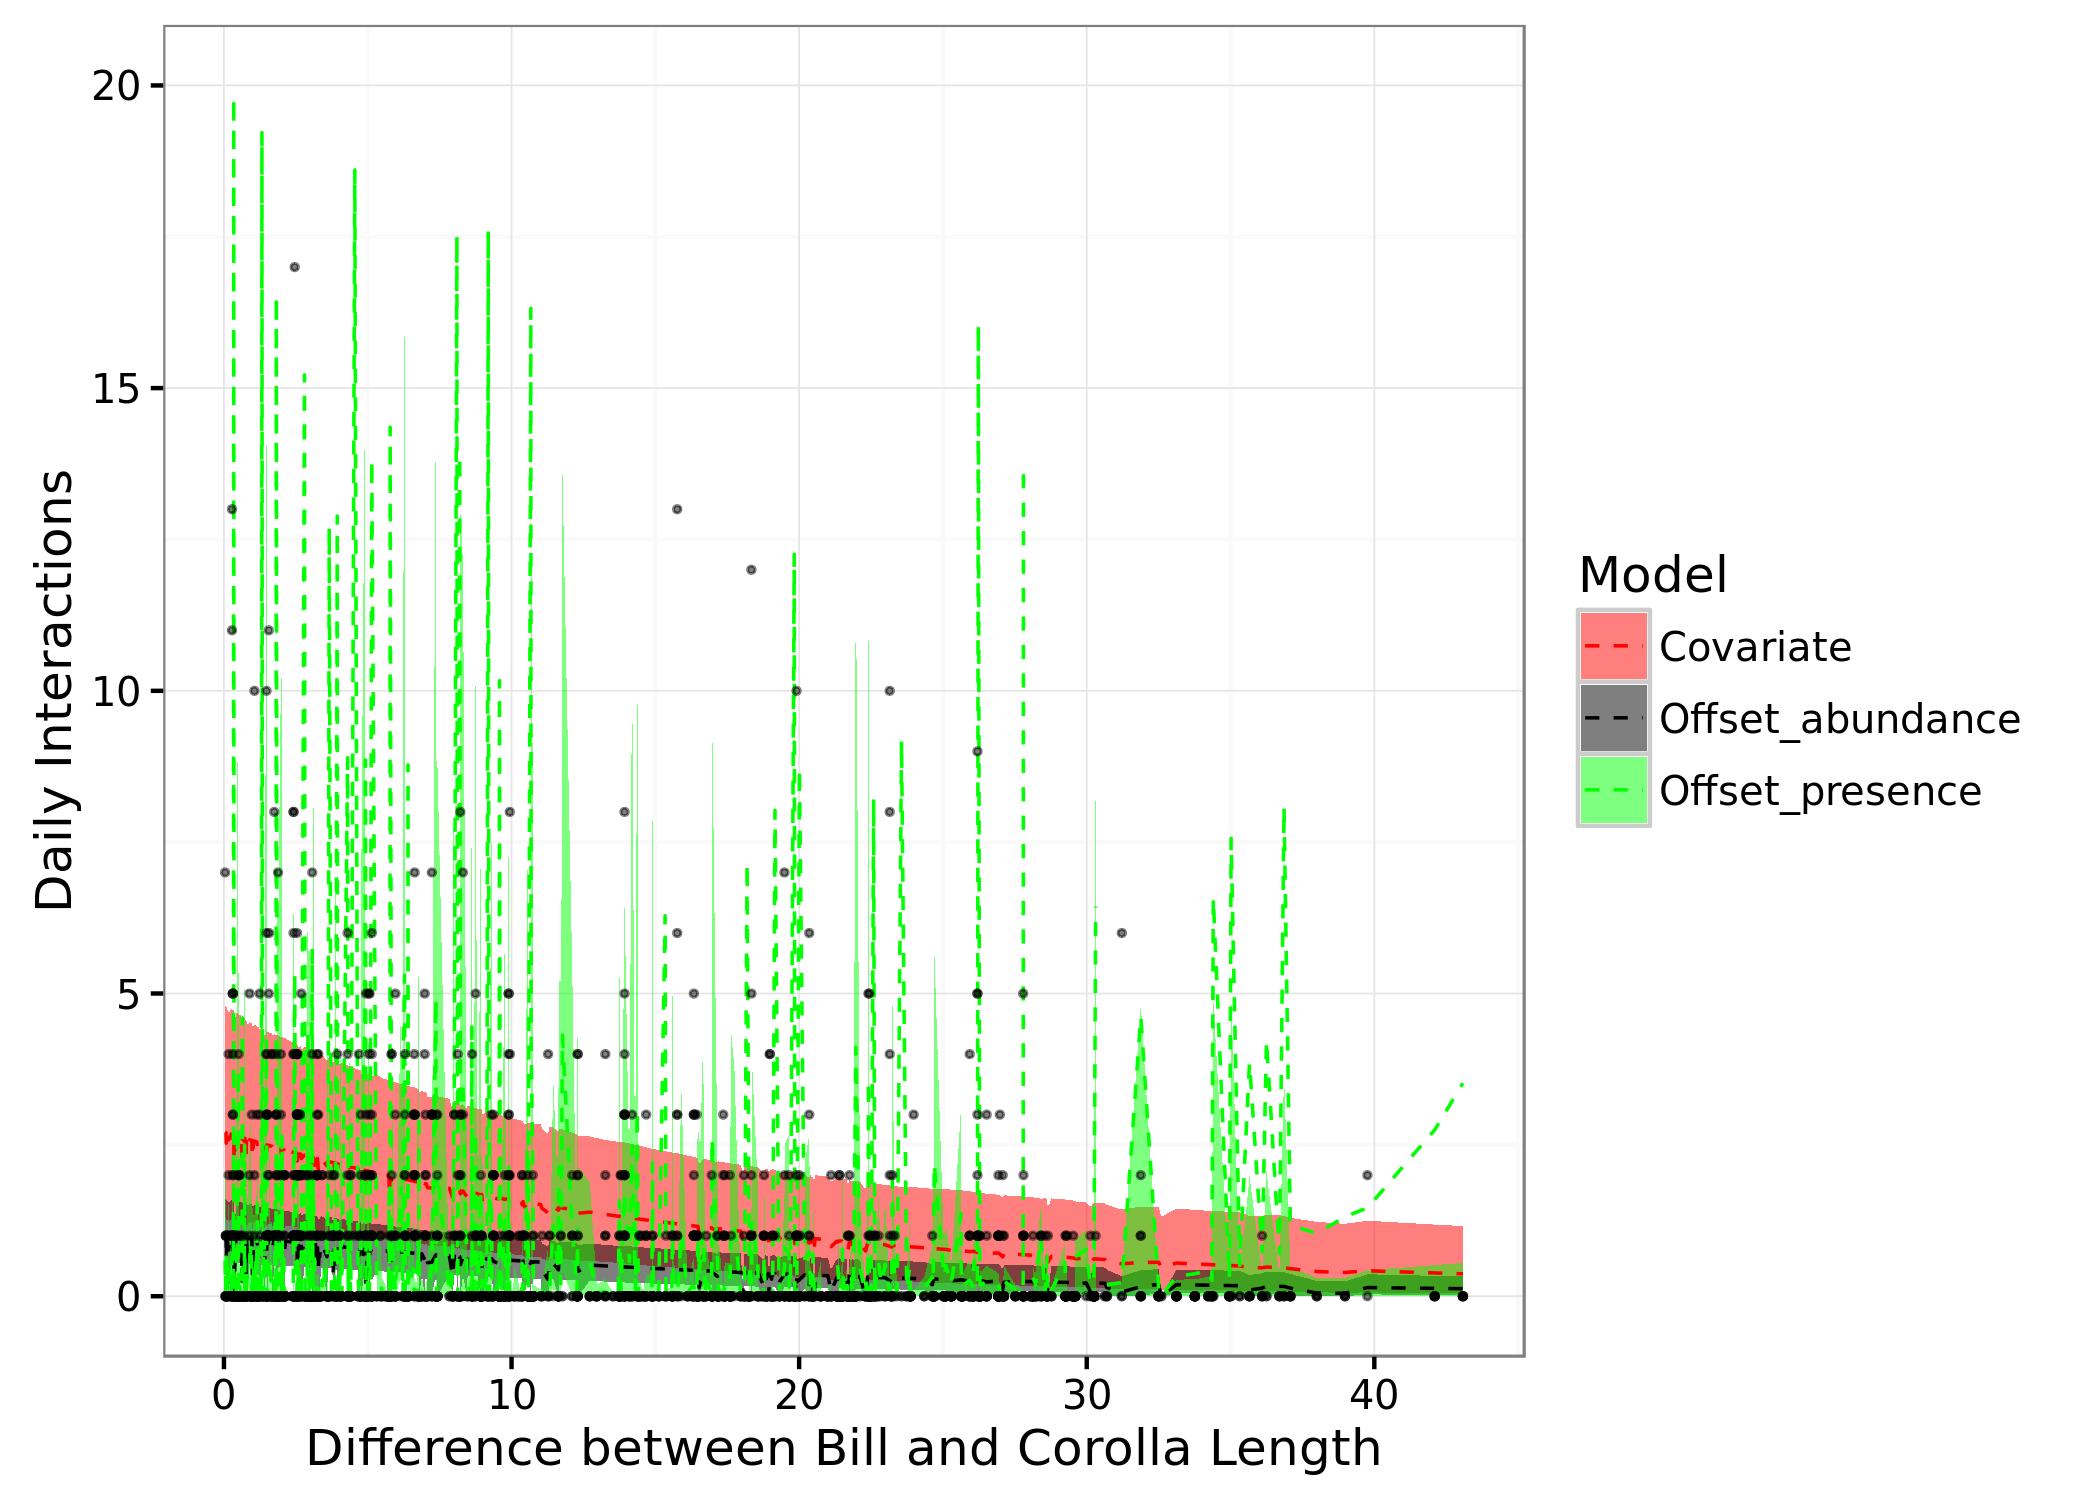 20
15
10
5
0
Daily Interactions
0 10 20 30 40
Difference between Bill and Corolla Length
Model
Covariate
Offset_abundance
Offset_presence